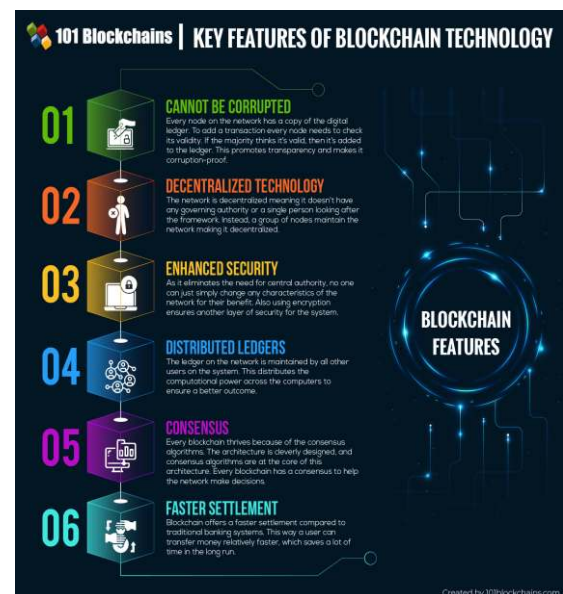 101 Blockchains | KEY FEATURES OF BLOCKCHAIN TECHNOLOGY
01
CANNOT BE CORRUPTED
Every node on the network has a copy of the digital
ledger. To add a transaction every node needs to check
its validity. If the majority thinks it's valid, then it's added
to the ledger. This promotes transparency and makes it
corruption-proof.
02
DECENTRALIZED TECHNOLOGY
The network is decentralized meaning it doesn't have
any governing authority or a single person looking after
the framework. Instead, a group of nodes maintain the
network making it decentralized.
03
ENHANCED SECURITY
As it eliminates the need for central authority, no one
can just simply change any characteristics of the
network for their benefit. Also using encryption
ensures another layer of security for the system.
04
DISTRIBUTED LEDGERS
The ledger on the network is maintained by all other
users on the system. This distributes the
computational power across the computers to
ensure a better outcome.
05
CONSENSUS
Every blockchain thrives because of the consensus
algorithms. The architecture is cleverly designed, and
consensus algorithms are at the core of this
architecture. Every blockchain has a consensus to help
the network make decisions.
06
FASTER SETTLEMENT
Blockchain offers a faster settlement compared to
traditional banking systems. This way a user can
transfer money relatively faster, which saves a lot of
time in the long run.
BLOCKCHAIN
FEATURES
Created by 101blockchains.com